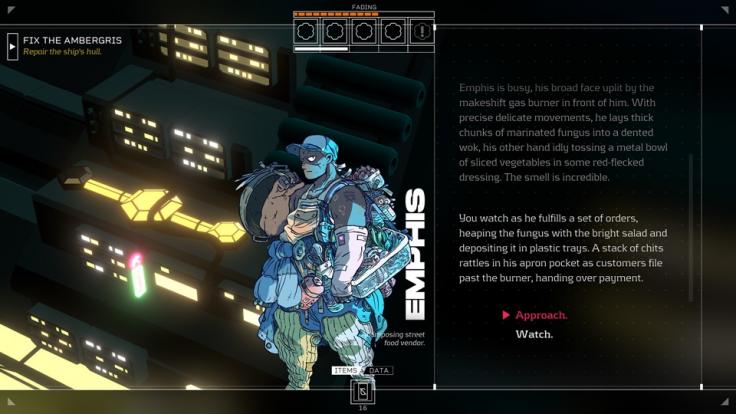 FADING
FIX THE AMBERGRIS
Repair the ship's hull.
Emphis is busy, his broad face uplit by the
makeshift gas burner in front of him. With
precise delicate movements, he lays thick
chunks of marinated fungus into a dented
wok, his other hand idly tossing a metal bowl
of sliced vegetables in some red-flecked
dressing. The smell is incredible.
You watch as he fulfills a set of orders,
heaping the fungus with the bright salad and
depositing it in plastic trays. A stack of chits
rattles in his apron pocket as customers file
past the burner, handing over payment.
Approach.
Watch.
EMPHIS
street
food vendor.
ITEMS
DATA
16